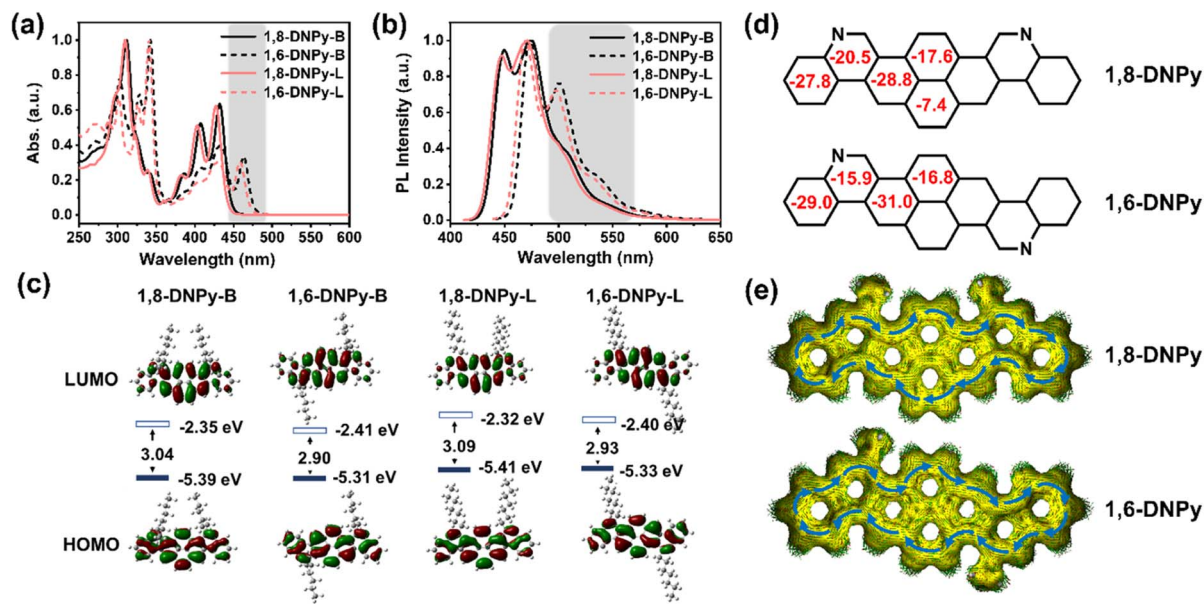 (a)
1,8-DNPy-B
1,6-DNPy-B
1,8-DNPy-L
1,6-DNPy-L
Abs. (a.u.)
1.0
0.8
0.6
0.4
0.2
0.0
250 300 350 400 450 500 550 600
Wavelength (nm)
(b)
1,8-DNPy-B
1,6-DNPy-B
1,8-DNPy-L
1,6-DNPy-L
PL Intensity (a.u.)
1.0
0.8
0.6
0.4
0.2
0.0
400 450 500 550 600 650
Wavelength (nm)
(c)
1,8-DNPy-B 1,6-DNPy-B 1,8-DNPy-L 1,6-DNPy-L
LUMO
-2.35 eV -2.41 eV -2.32 eV -2.40 eV
3.04 2.90 3.09 2.93
-5.39 eV -5.31 eV -5.41 eV -5.33 eV
HOMO
(d)
N N
-20.5 -17.6
-27.8 -28.8
-7.4
1,8-DNPy
N
-15.9 -16.8
-29.0 -31.0
N
1,6-DNPy
(e)
1,8-DNPy
1,6-DNPy